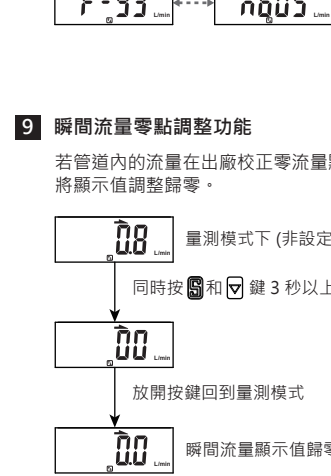 L/min
L/min
9 瞬間流量零點調整功能
若管道內的流量在出廠校正零流量
將顯示值調整歸零。
0.8 L/min
量測模式下 (非設定
同時按 S 和 ▽ 鍵 3 秒以上
00 L/min
放開按鍵回到量測模式
0.0 L/min
瞬間流量顯示值歸零